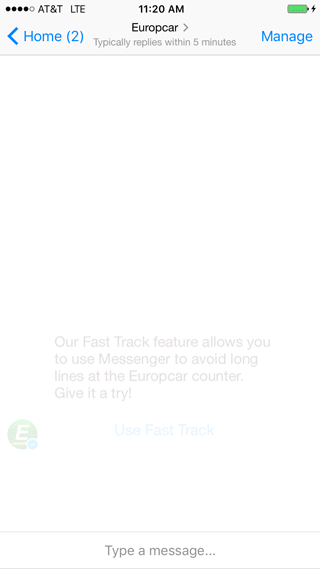 AT&T LTE 11:20 AM
Home (2) Europcar Manage
Typically replies within 5 minutes
Our Fast Track feature allows you
to use Messenger to avoid long
lines at the Europcar counter.
Give it a try!
Use Fast Track
E
Type a message...